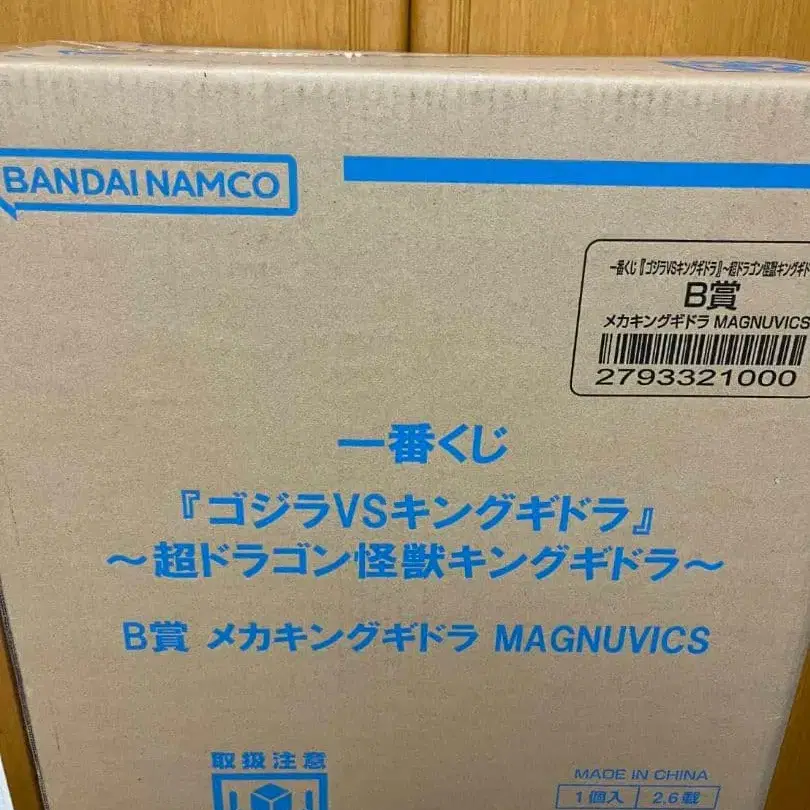 BANDAI NAMCO
一番くじ『ゴジラVSキングギドラ』~超ドラゴン怪獣キングギド
B賞
メカキングギドラ MAGNUVICS
2793321000
一番くじ
『ゴジラVSキングギドラ』
～超ドラゴン怪獣キングギドラ～
B賞 メカキングギドラ MAGNUVICS
取扱注意
MADE IN CHINA
1個入 2,6載